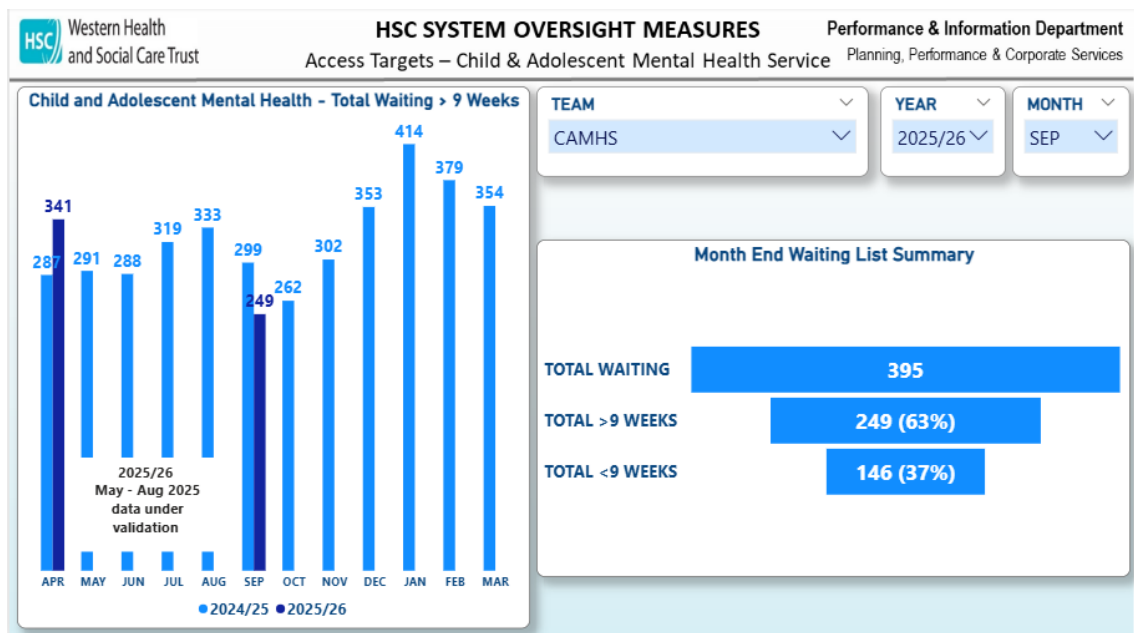 HSC
Western Health
and Social Care Trust
HSC SYSTEM OVERSIGHT MEASURES
Access Targets – Child & Adolescent Mental Health Service
Performance & Information Department
Planning, Performance & Corporate Services
Child and Adolescent Mental Health - Total Waiting > 9 Weeks
414
379
353
354
341
333
319
302
299
287
291
288
262
249
2025/26
May - Aug 2025
data under
validation
APR MAY JUN JUL AUG SEP OCT NOV DEC JAN FEB MAR
2024/25 2025/26
TEAM
CAMHS
YEAR
2025/26
MONTH
SEP
Month End Waiting List Summary
TOTAL WAITING 395
TOTAL >9 WEEKS 249 (63%)
TOTAL <9 WEEKS 146 (37%)